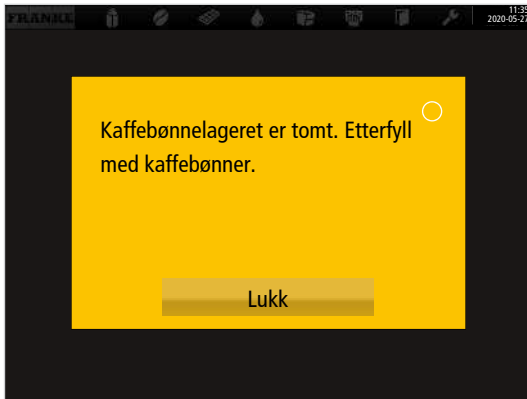 FRANKE
11:35
2020-05-27
Kaffebønnelageret er tomt. Etterfyll
med kaffebønner.
Lukk